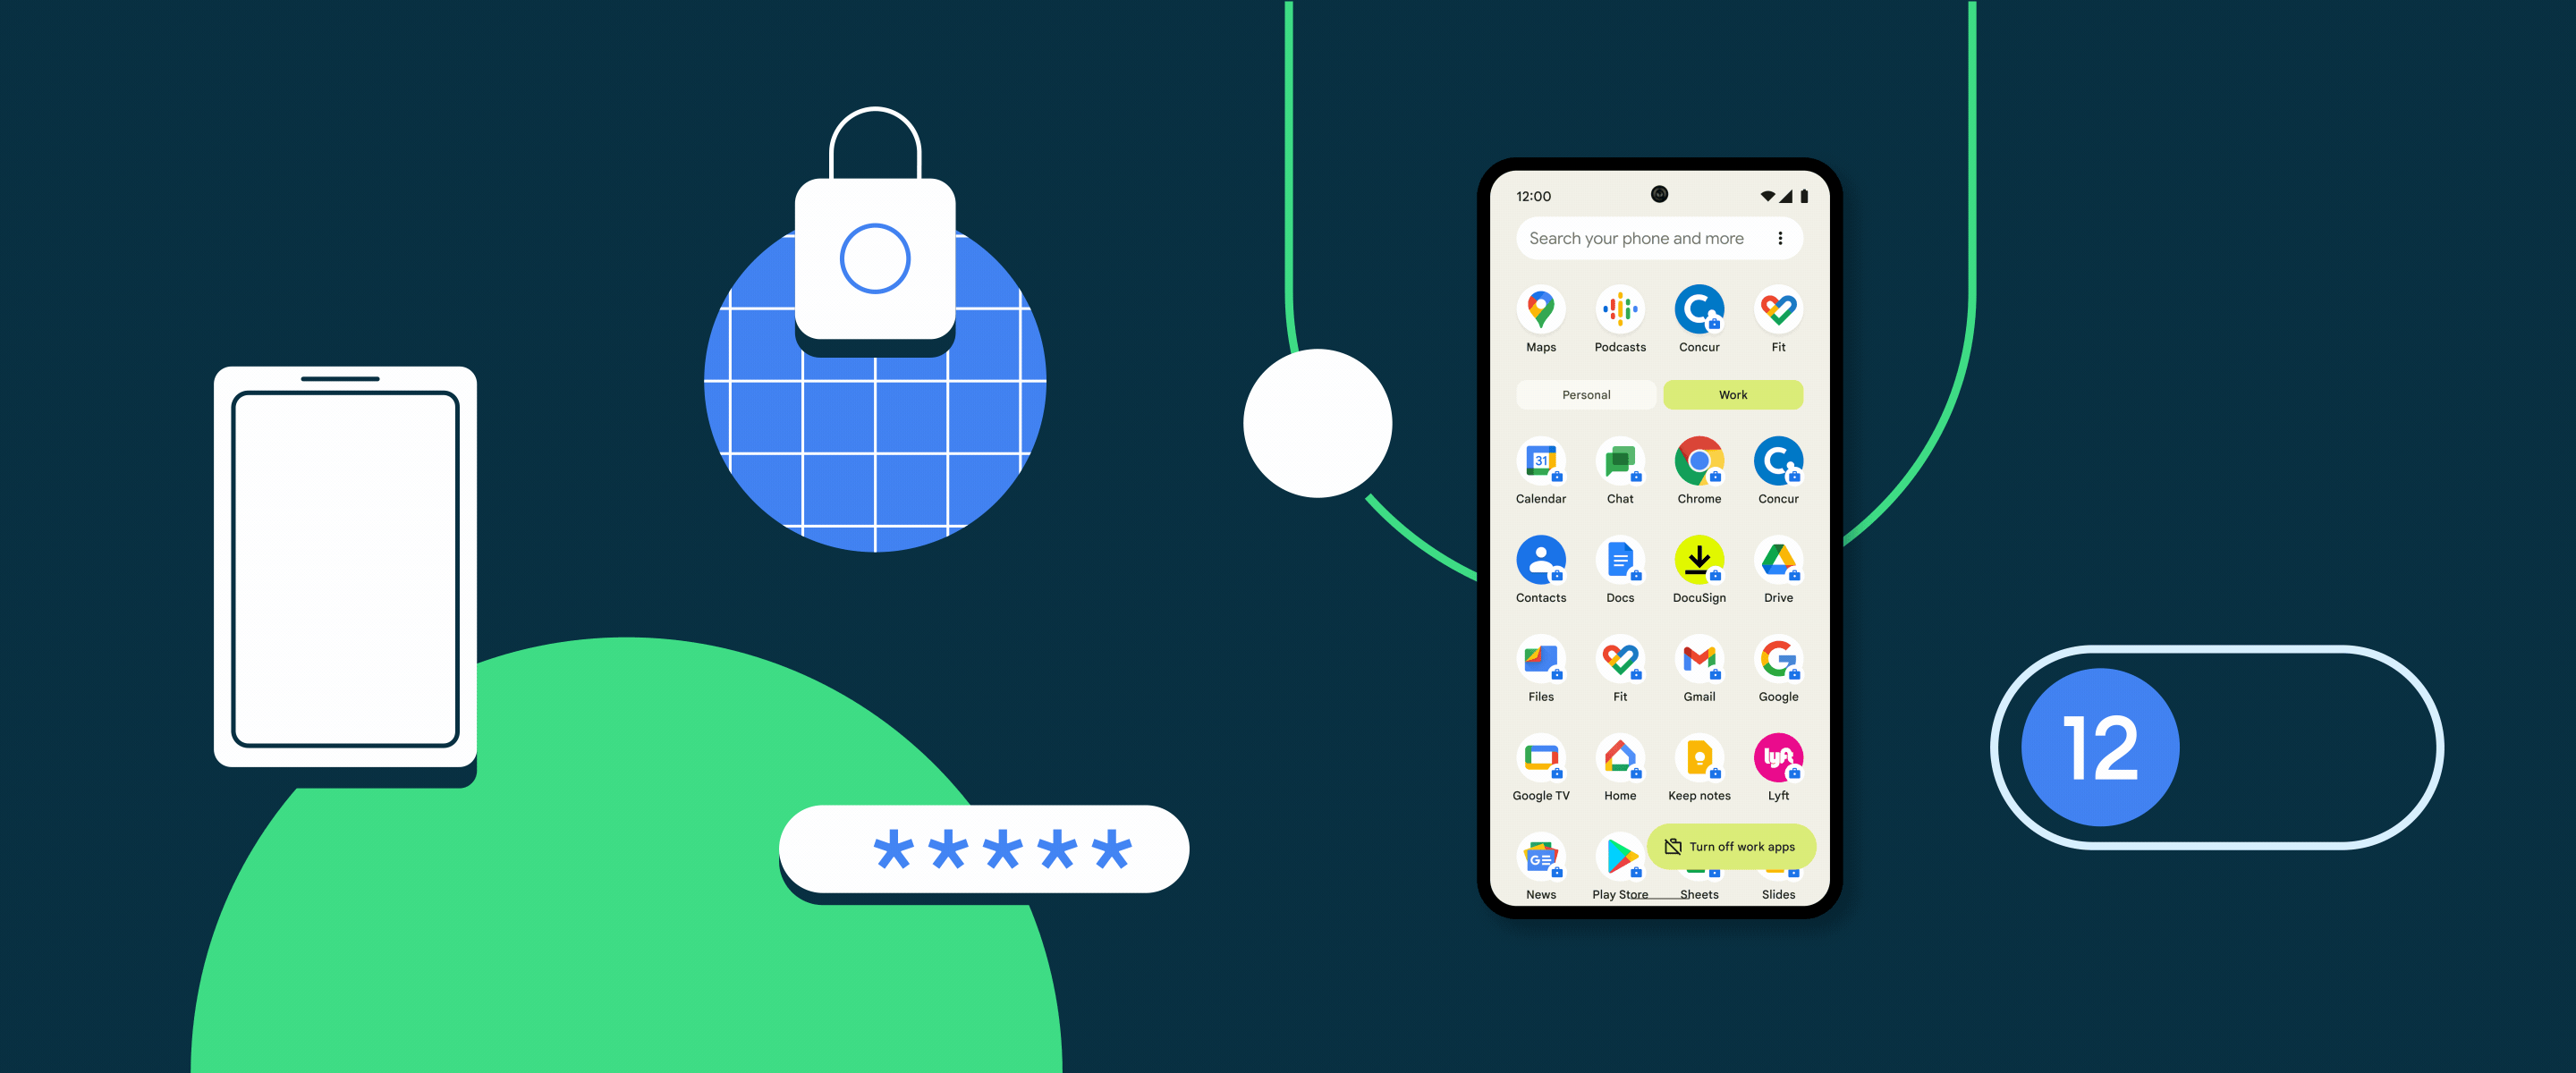 12:00
Search your phone and more
Maps Podcasts Concur Fit
Personal Work
31
Calendar Chat Chrome Concur
Contacts Docs DocuSign Drive
Files Fit Gmail Google
lyft
Google TV Home Keep notes Lyft
Turn off work apps
News Play Store Sheets Slides
*****
12